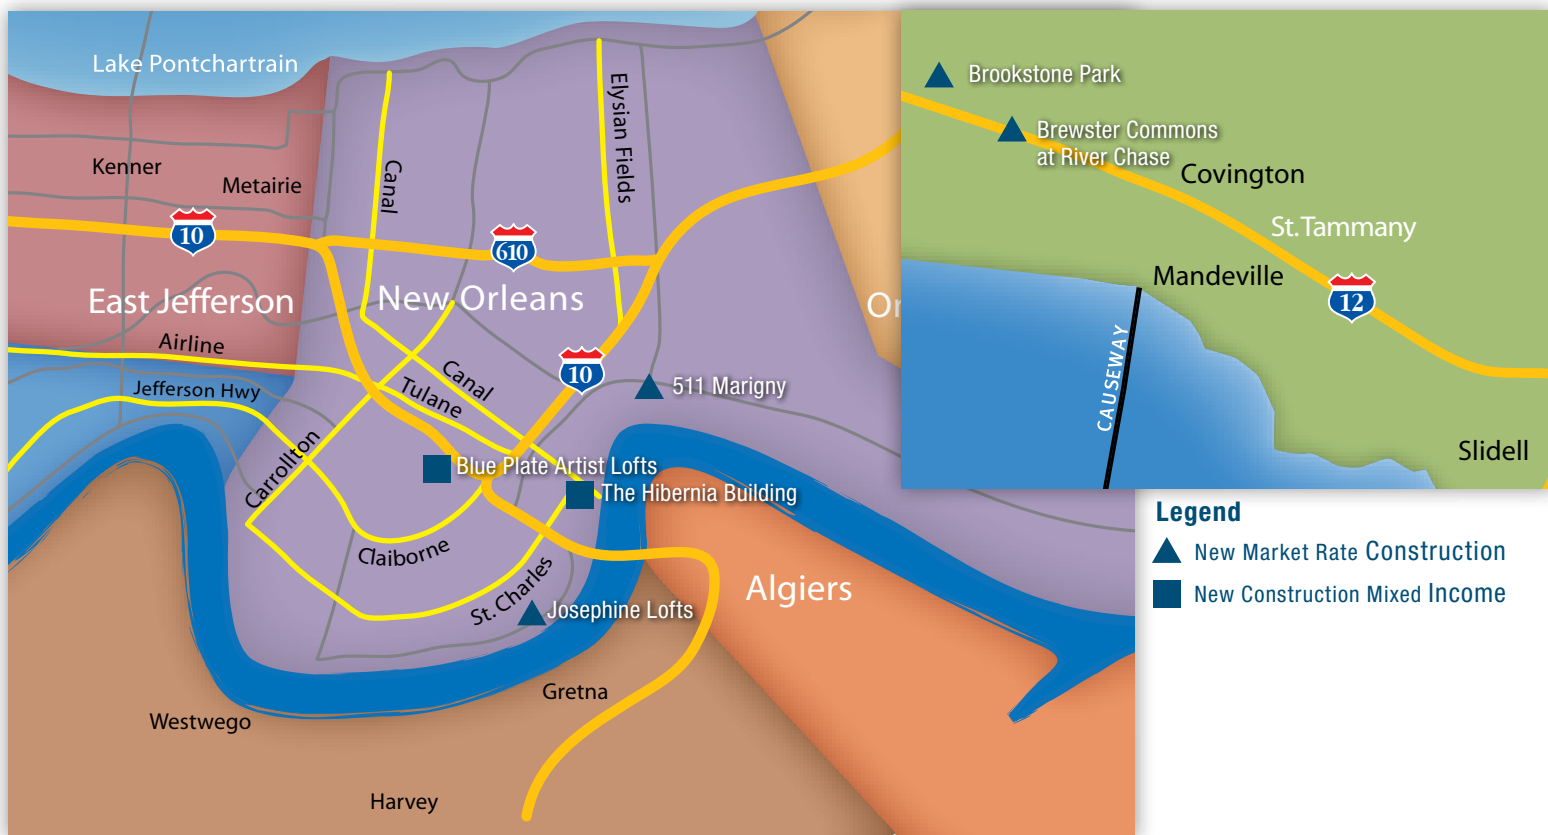 Lake Pontchartrain
Kenner
Metairie
10
East Jefferson
Airline
Jefferson Hwy
Canal
Elysian Fields
610
New Orleans
10
Canal
Tulane
Carrollton
511 Marigny
Blue Plate Artist Lofts
The Hibernia Building
Claiborne
St. Charles
Josephine Lofts
Algiers
Gretna
Westwego
Harvey
Or
Brookstone Park
Brewster Commons
at River Chase
Covington
St. Tammany
Mandeville
12
CAUSEWAY
Slidell
Legend
New Market Rate Construction
New Construction Mixed Income